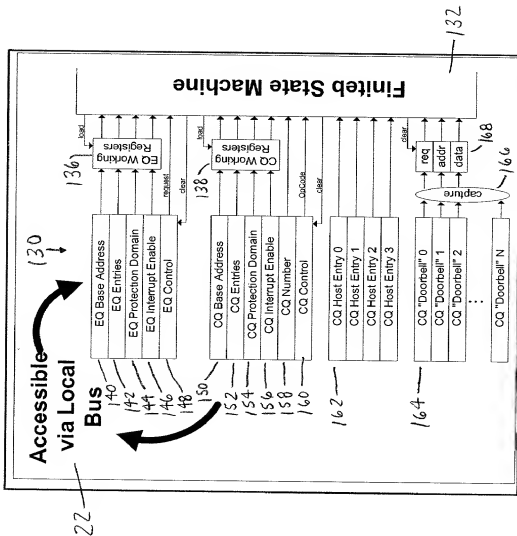 130
Accessible
via Local
Bus
22
136
EQ Working
Registers
load
EQ Base Address
EQ Entries
EQ Protection Domain
EQ Interrupt Enable
EQ Control
request
clear
140
142
144
146
148
138
CQ Working
Registers
load
CQ Base Address
CQ Entries
CQ Protection Domain
CQ Interrupt Enable
CQ Number
CQ Control
OpCode
clear
150
152
154
156
158
160
CQ Host Entry 0
CQ Host Entry 1
CQ Host Entry 2
CQ Host Entry 3
162
CQ "Doorbell" 0
CQ "Doorbell" 1
CQ "Doorbell" 2
CQ "Doorbell" N
164
capture
166
clear
req
addr
data
168
Finiteb State Machine
132